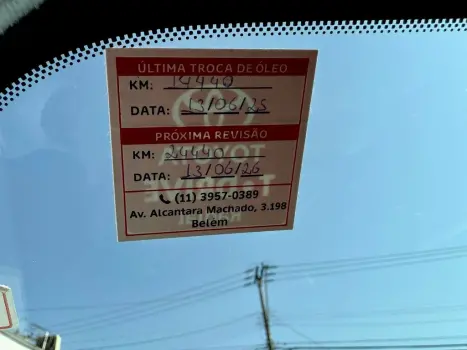 ÚLTIMA TROCA DE ÓLEO
KM: 14440
DATA: 13/06/25
PRÓXIMA REVISÃO
KM: 24440
DATA: 13/06/26
(11) 3957-0389
Av. Alcantara Machado, 3.198
Belém
TOYOTA